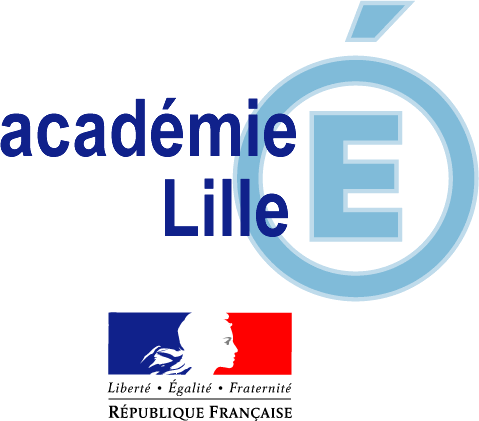 académie
Lille
É
Liberté • Égalité • Fraternité
RÉPUBLIQUE FRANÇAISE